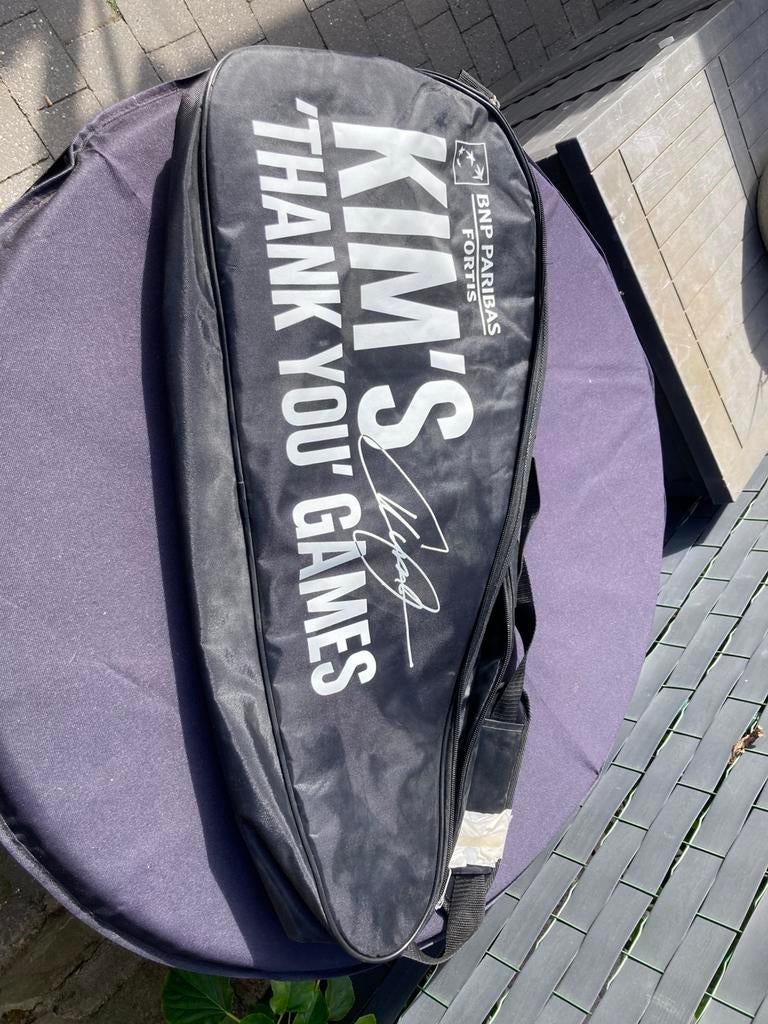 BNP PARIBAS
FORTIS
KIM'S
'THANK YOU' GAMES